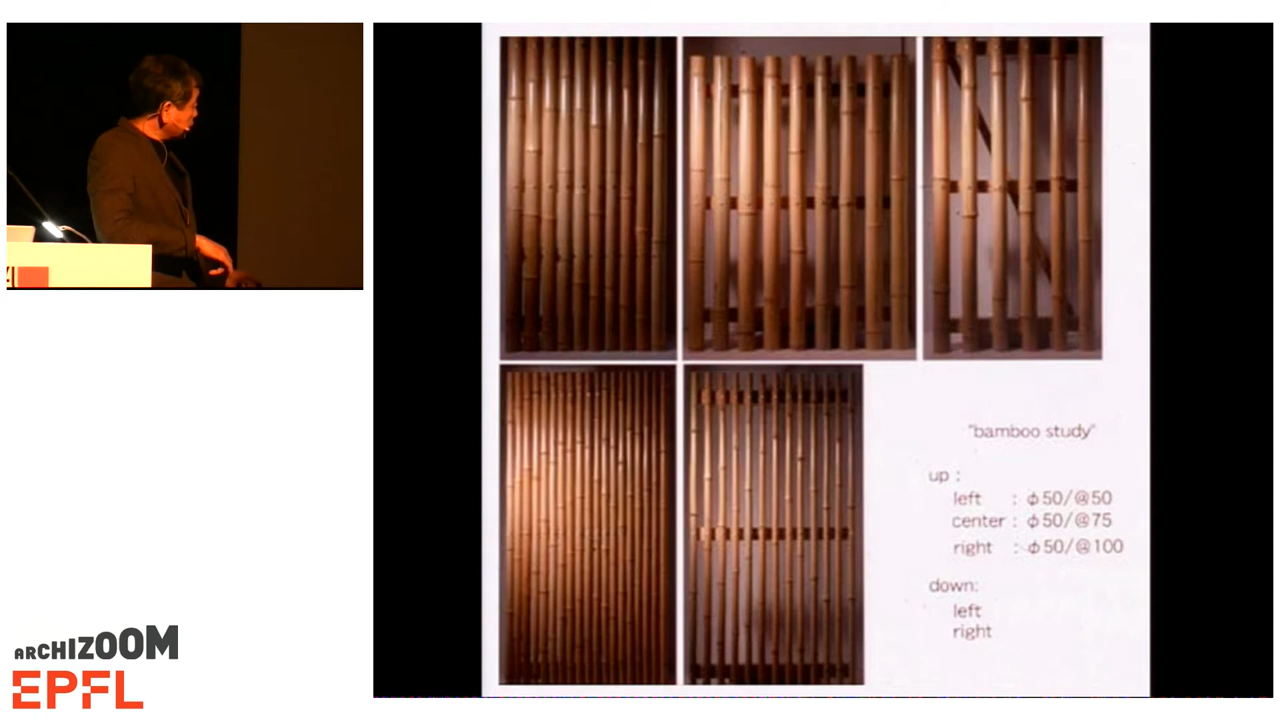 "bamboo study"
up :
left : φ50/@50
center : φ50/@75
right : φ50/@100
down:
left
right
ARCHIZOOM
EPFL